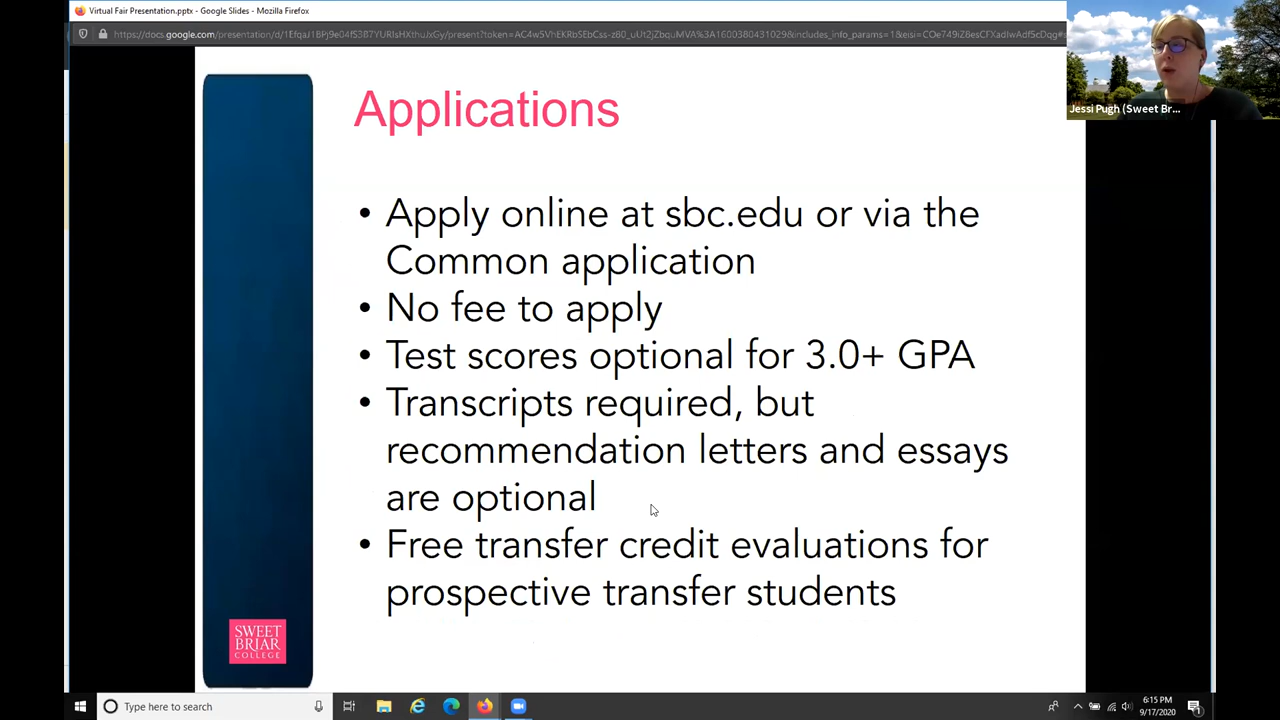 Virtual Fair Presentation.pptx - Google Slides - Mozilla Firefox
Jessi Pugh (Sweet Br...
Applications
• Apply online at sbc.edu or via the
Common application
• No fee to apply
• Test scores optional for 3.0+ GPA
• Transcripts required, but
recommendation letters and essays
are optional
• Free transfer credit evaluations for
prospective transfer students
SWEET
BRIAR
COLLEGE
Type here to search
6:15 PM
9/17/2020